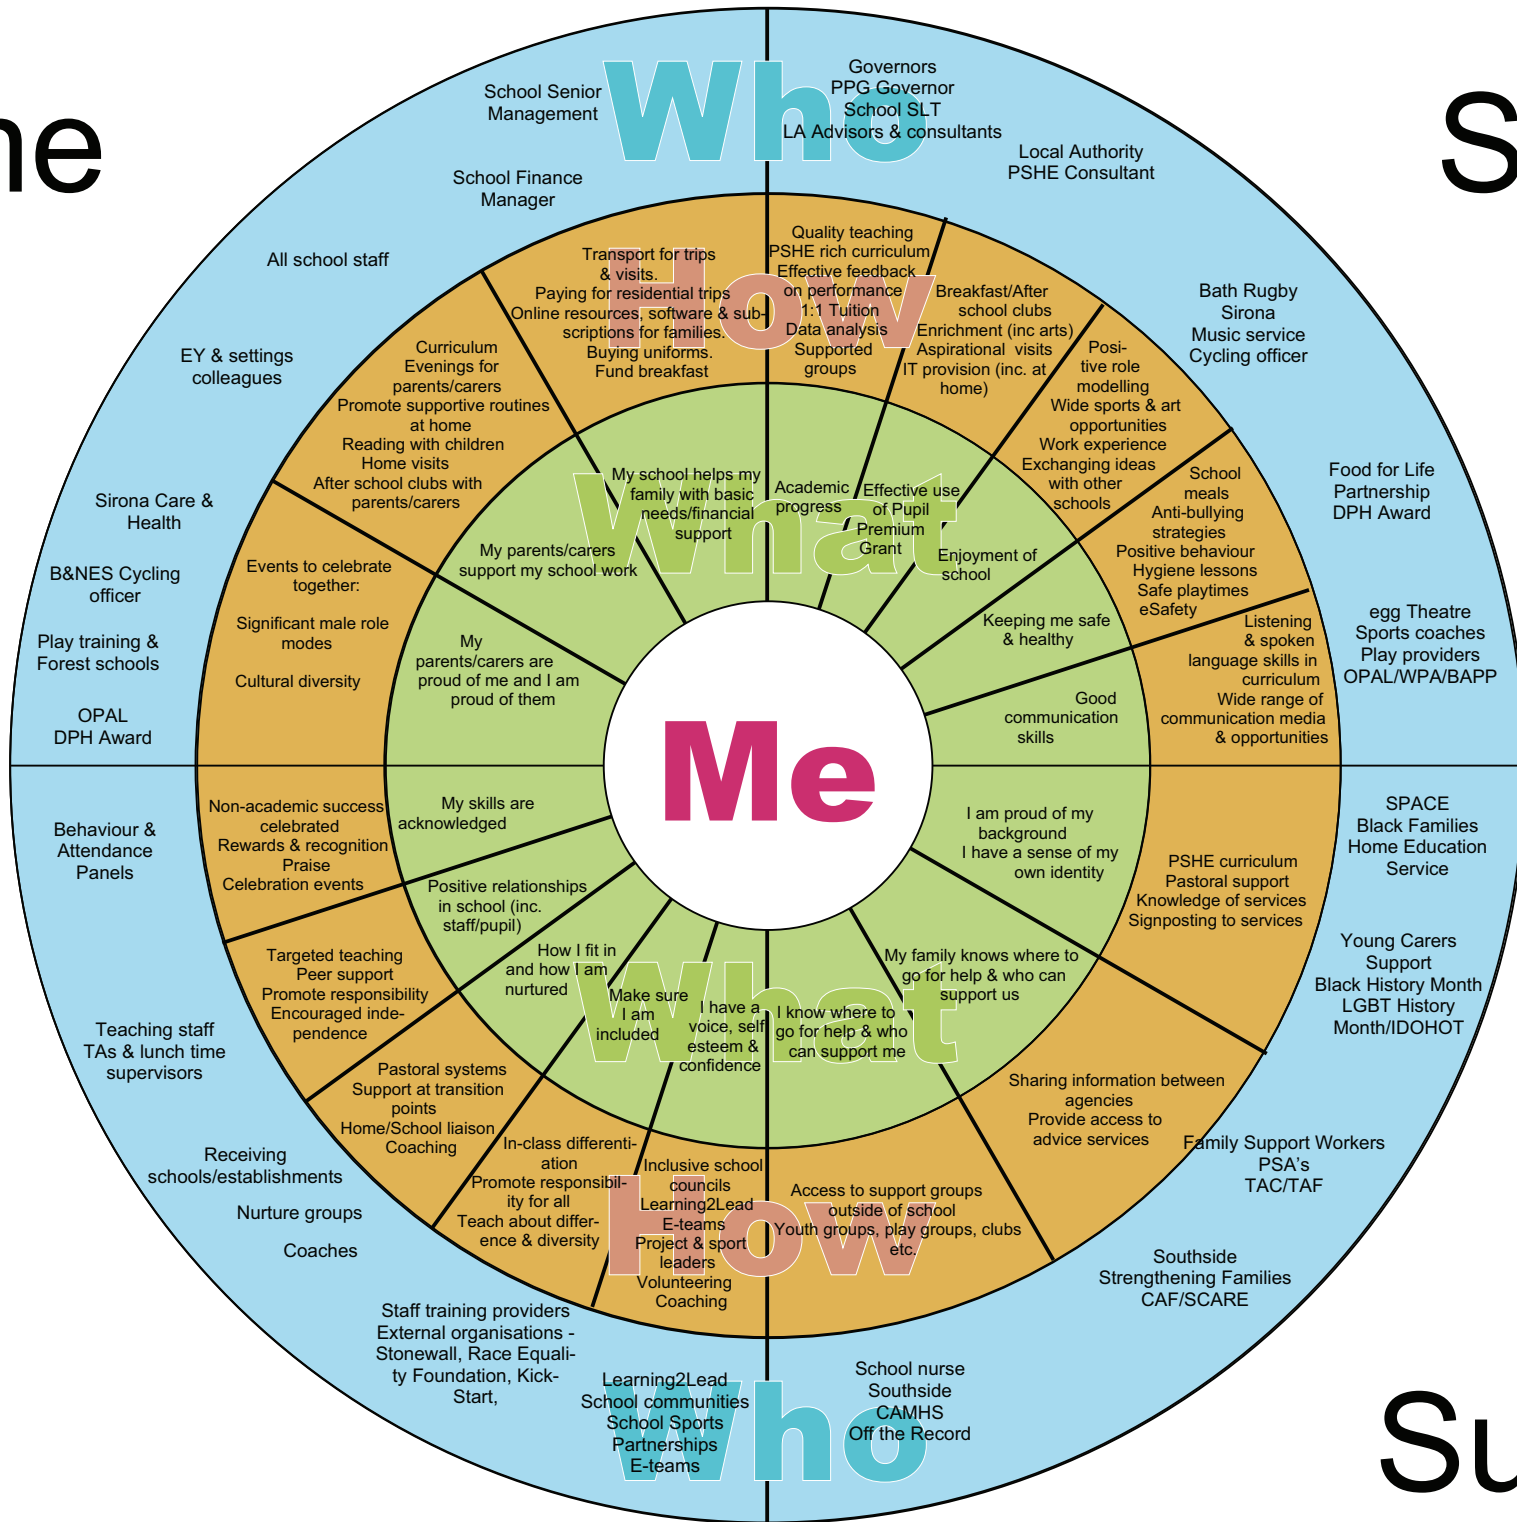 Who
School Senior
Management
School Finance
Manager
All school staff
EY & settings
colleagues
Sirona Care &
Health
B&NES Cycling
officer
Play training &
Forest schools
OPAL
DPH Award
Governors
PPG Governor
School SLT
LA Advisors & consultants
Local Authority
PSHE Consultant
Bath Rugby
Sirona
Music service
Cycling officer
Food for Life
Partnership
DPH Award
egg Theatre
Sports coaches
Play providers
OPAL/WPA/BAPP
How
Transport for trips
& visits.
Paying for residential trips
Online resources, software & sub-
scriptions for families.
Buying uniforms.
Fund breakfast
Curriculum
Evenings for
parents/carers
Promote supportive routines
at home
Reading with children
Home visits
After school clubs with
parents/carers
Events to celebrate
together:
Significant male role
modes
Cultural diversity
Quality teaching
PSHE rich curriculum
Effective feedback
on performance
1:1 Tuition
Data analysis
Supported
groups
Breakfast/After
school clubs
Enrichment (inc arts)
Aspirational visits
IT provision (inc. at
home)
Posi-
tive role
modelling
Wide sports & art
opportunities
Work experience
Exchanging ideas
with other
schools
School
meals
Anti-bullying
strategies
Positive behaviour
Hygiene lessons
Safe playtimes
eSafety
Listening
& spoken
language skills in
curriculum
Wide range of
communication media
& opportunities
What
My school helps my
family with basic
needs/financial
support
My parents/carers
support my school work
My
parents/carers are
proud of me and I am
proud of them
Academic
progress
Effective use
of Pupil
Premium
Grant
Enjoyment of
school
Keeping me safe
& healthy
Good
communication
skills
Me
My skills are
acknowledged
Positive relationships
in school (inc.
staff/pupil)
How I fit in
and how I am
nurtured
Make sure
I am
included
I have a
voice, self
esteem &
confidence
I know where to
go for help & who
can support me
My family knows where to
go for help & who can
support us
I am proud of my
background
I have a sense of my
own identity
What
Non-academic success
celebrated
Rewards & recognition
Praise
Celebration events
Targeted teaching
Peer support
Promote responsibility
Encouraged inde-
pendence
Pastoral systems
Support at transition
points
Home/School liaison
Coaching
In-class differenti-
ation
Promote responsibil-
ity for all
Teach about differ-
ence & diversity
Inclusive school
councils
Learning2Lead
E-teams
Project & sport
leaders
Volunteering
Coaching
Access to support groups
outside of school
Youth groups, play groups, clubs
etc.
Sharing information between
agencies
Provide access to
advice services
PSHE curriculum
Pastoral support
Knowledge of services
Signposting to services
How
Behaviour &
Attendance
Panels
Teaching staff
TAs & lunch time
supervisors
Receiving
schools/establishments
Nurture groups
Coaches
Staff training providers
External organisations -
Stonewall, Race Equali-
ty Foundation, Kick-
Start,
Learning2Lead
School communities
School Sports
Partnerships
E-teams
School nurse
Southside
CAMHS
Off the Record
Southside
Strengthening Families
CAF/SCARE
Family Support Workers
PSA's
TAC/TAF
Young Carers
Support
Black History Month
LGBT History
Month/IDOHOT
SPACE
Black Families
Home Education
Service
Who